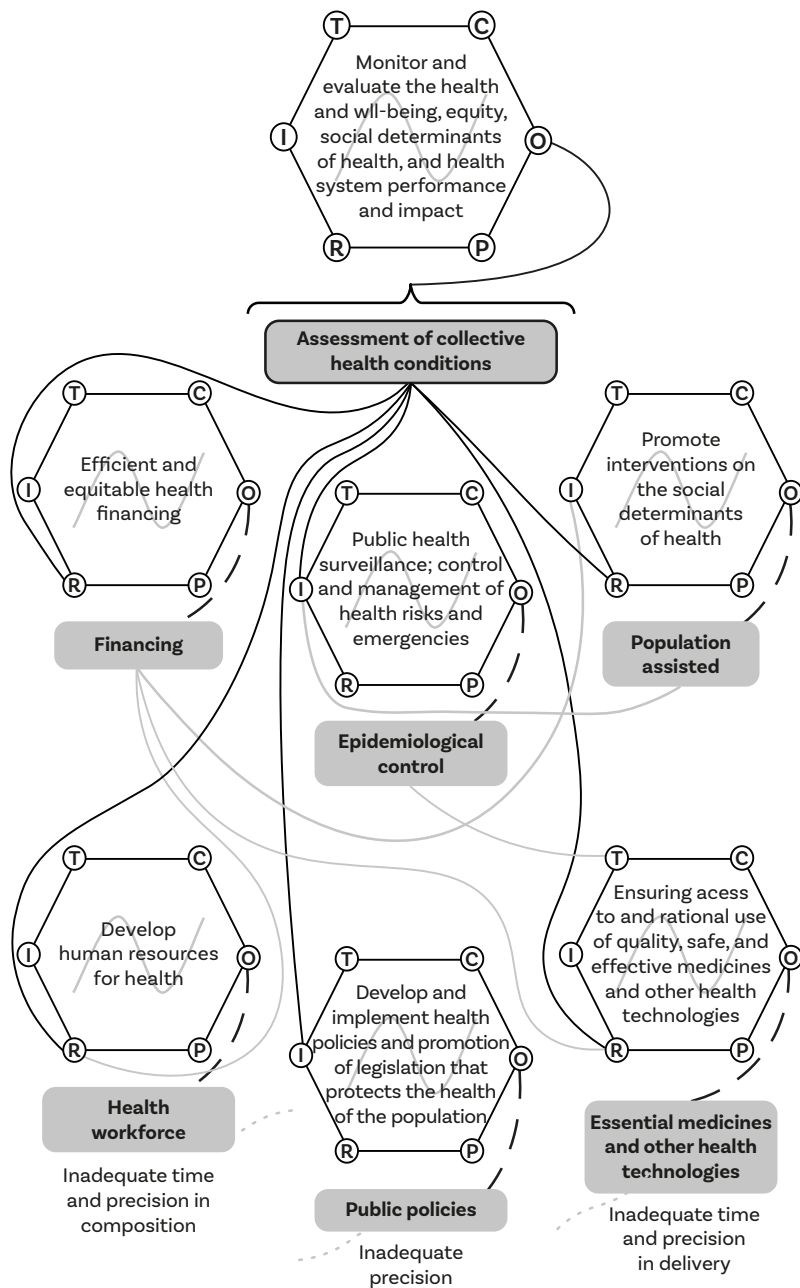 T
C
Monitor and
evaluate the health
and wll-being, equity,
I
O
social determinants
of health, and health
system performance
and impact
R
P
Assessment of collective
health conditions
T
C
Efficient and
equitable health
financing
I
O
R
P
Financing
T
C
Public health
surveillance; control
and management of
health risks and
emergencies
I
O
R
P
Epidemiological
control
T
C
Promote
interventions on
the social
determinants
of health
I
O
R
P
Population
assisted
T
C
Develop
human resources
for health
I
O
R
P
Health
workforce
Inadequate time
and precision in
composition
T
C
Develop and
implement health
policies and promotion
of legislation that
protects the health
of the population
I
O
R
P
Public policies
Inadequate
precision
T
C
Ensuring acess
to and rational use
of quality, safe, and
effective medicines
and other health
technologies
I
O
R
P
Essential medicines
and other health
technologies
Inadequate time
and precision
in delivery